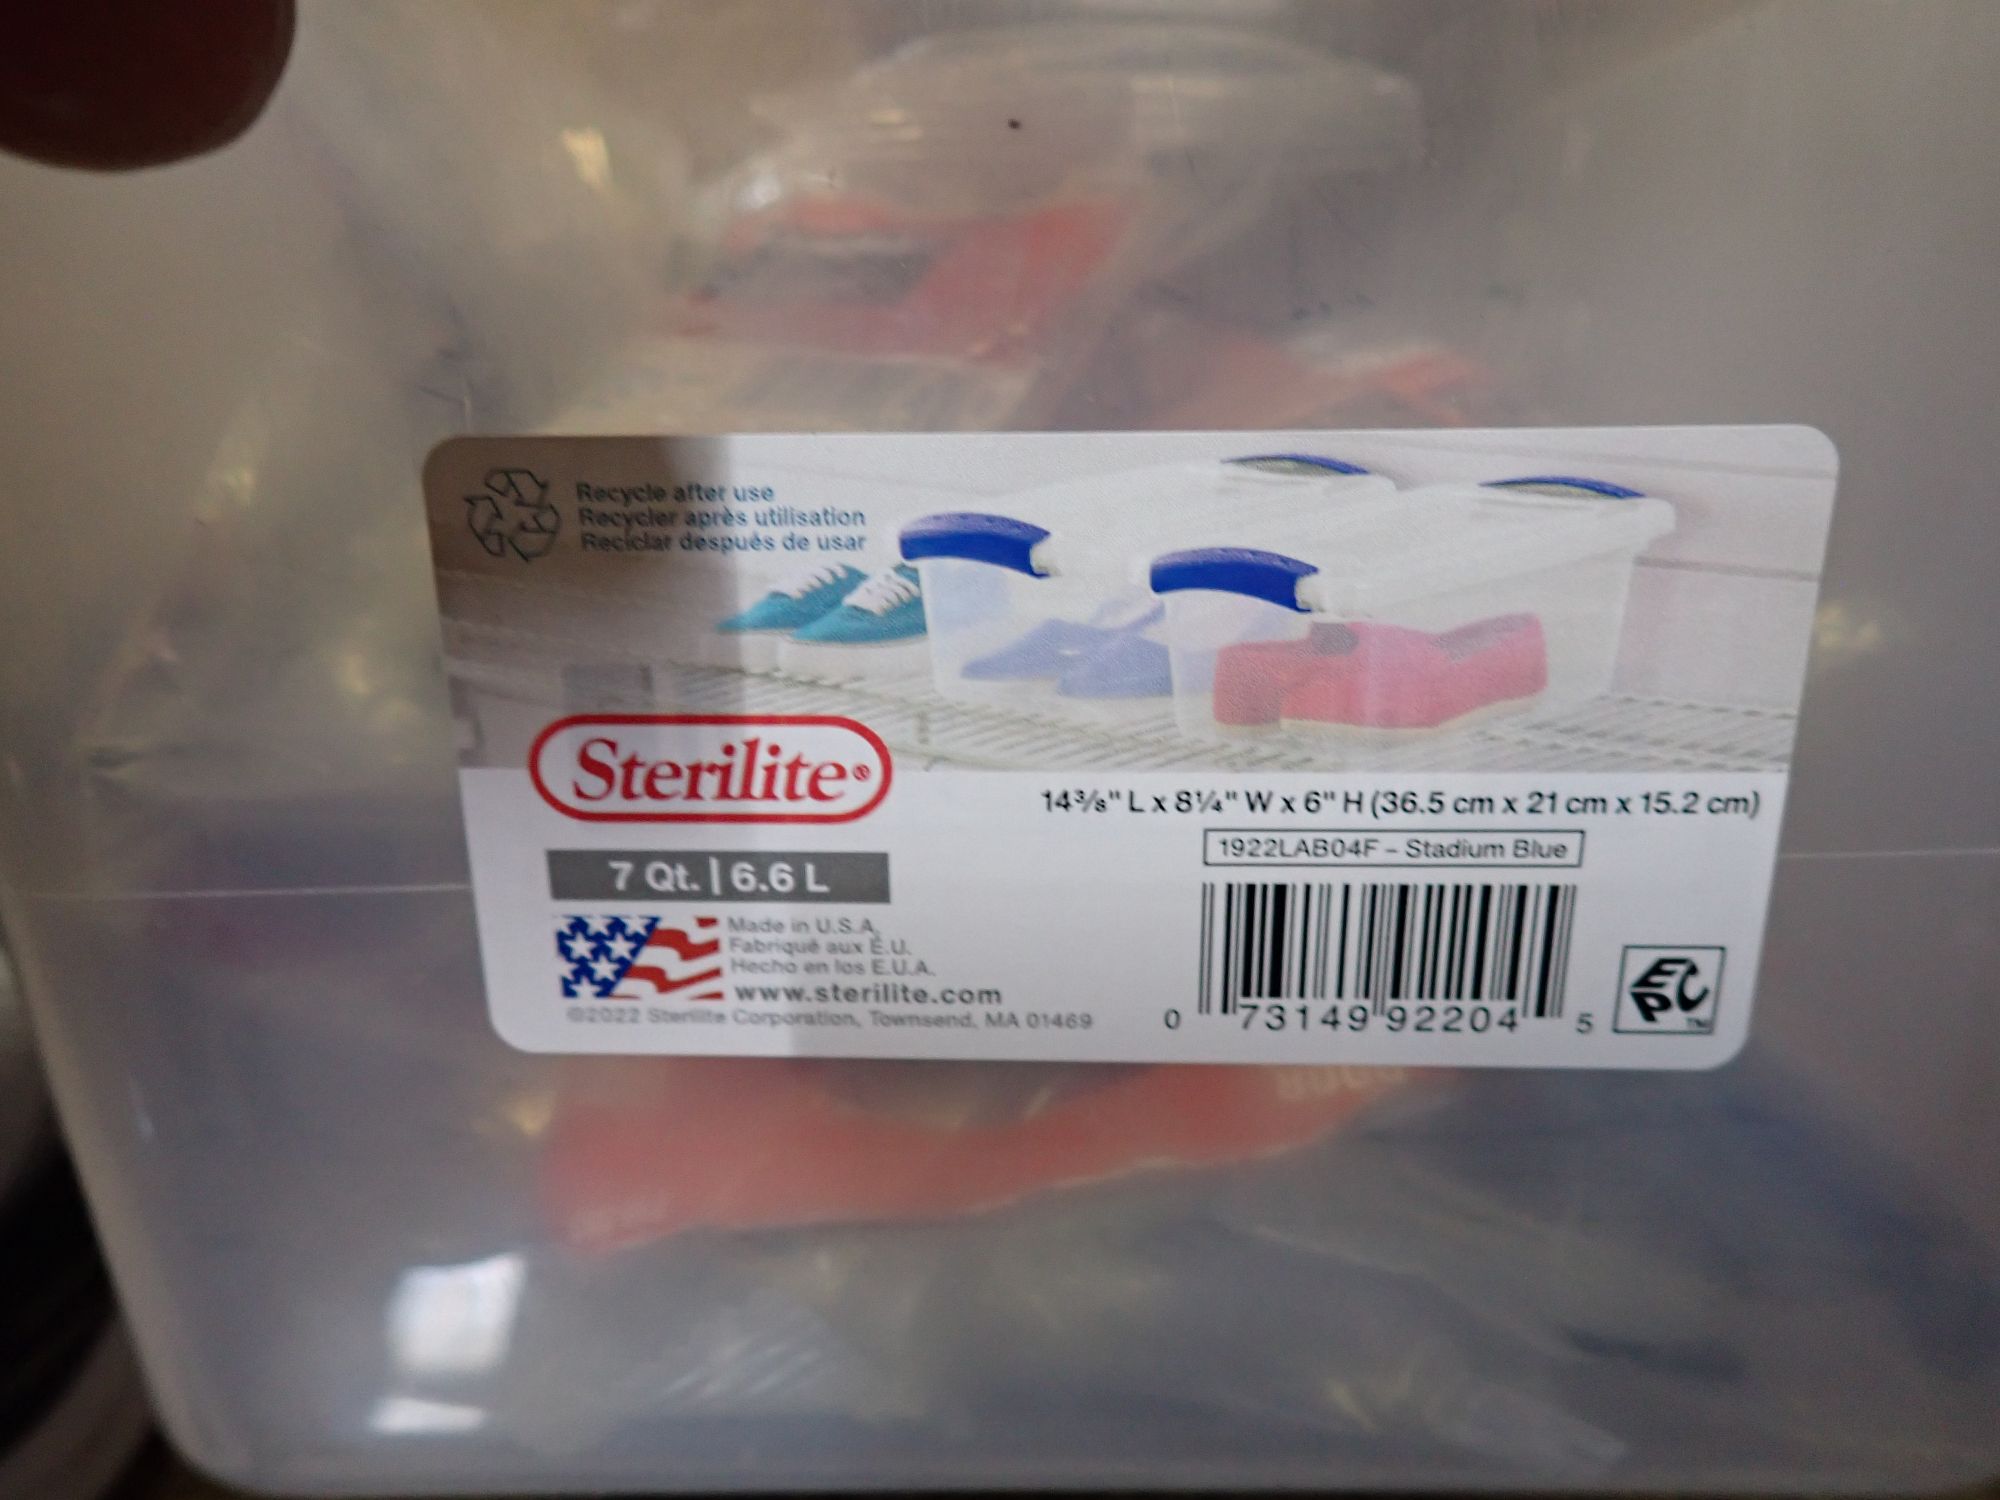 Recycle after use
Recycler après utilisation
Reciclar después de usar
Sterilite®
14⅜" L x 8¼" W x 6" H (36.5 cm x 21 cm x 15.2 cm)
1922LAB04F - Stadium Blue
7 Qt. | 6.6 L
Made in U.S.A.
Fabriqué aux É.U.
Hecho en los E.U.A.
www.sterilite.com
©2022 Sterilite Corporation, Townsend, MA 01469
0 73149 92204 5
EPC™